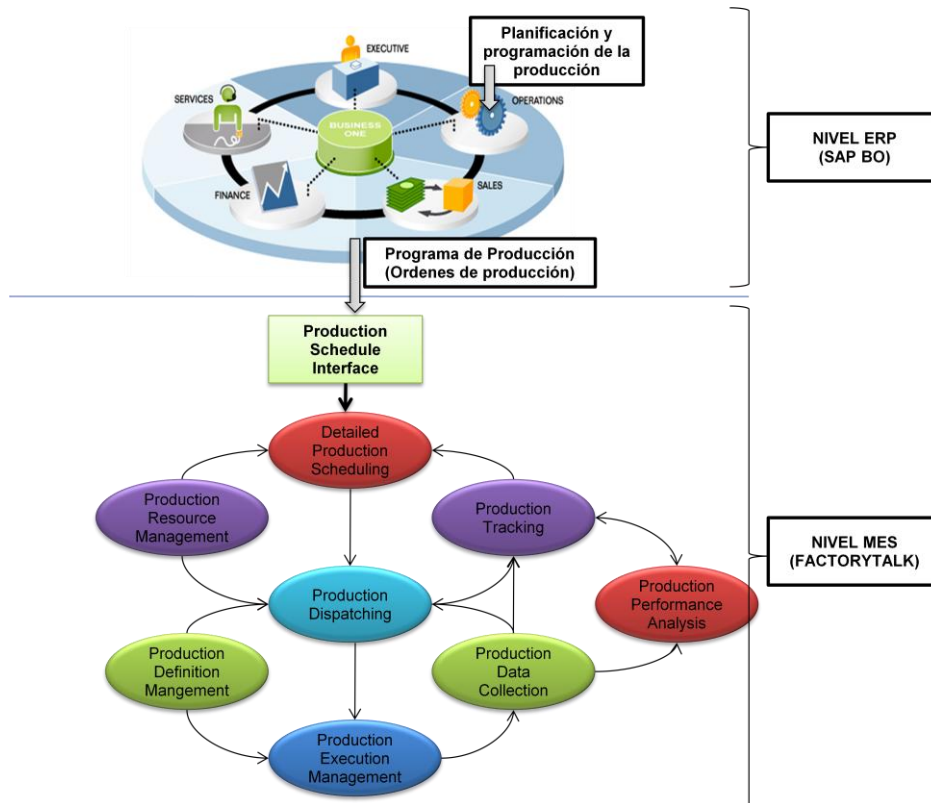 Planificación y
programación de la
producción
EXECUTIVE
SERVICES
OPERATIONS
BUSINESS
ONE
FINANCE
SALES
NIVEL ERP
(SAP BO)
Programa de Producción
(Ordenes de producción)
Production
Schedule
Interface
Detailed
Production
Scheduling
Production
Resource
Management
Production
Tracking
NIVEL MES
(FACTORYTALK)
Production
Dispatching
Production
Performance
Analysis
Production
Definition
Mangement
Production
Data
Collection
Production
Execution
Management